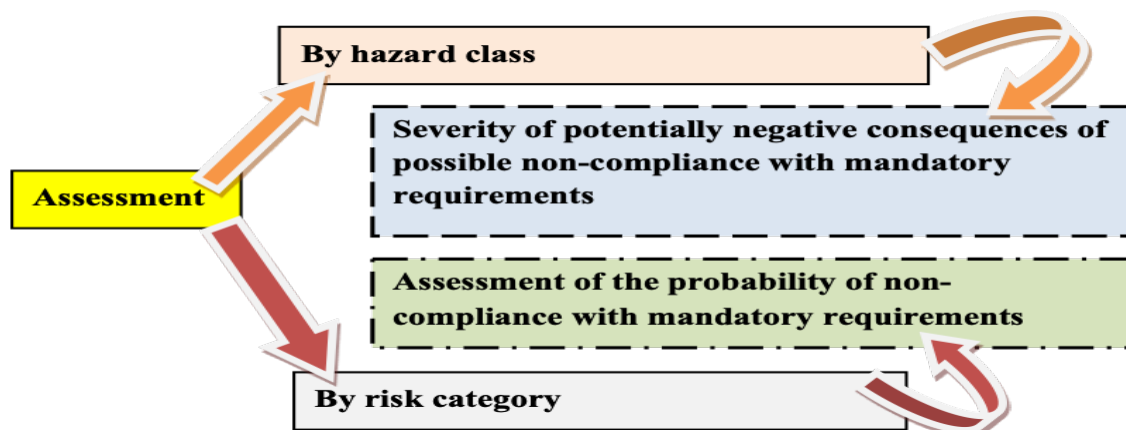 By hazard class
Severity of potentially negative consequences of
possible non-compliance with mandatory
requirements
Assessment
Assessment of the probability of non-
compliance with mandatory requirements
By risk category